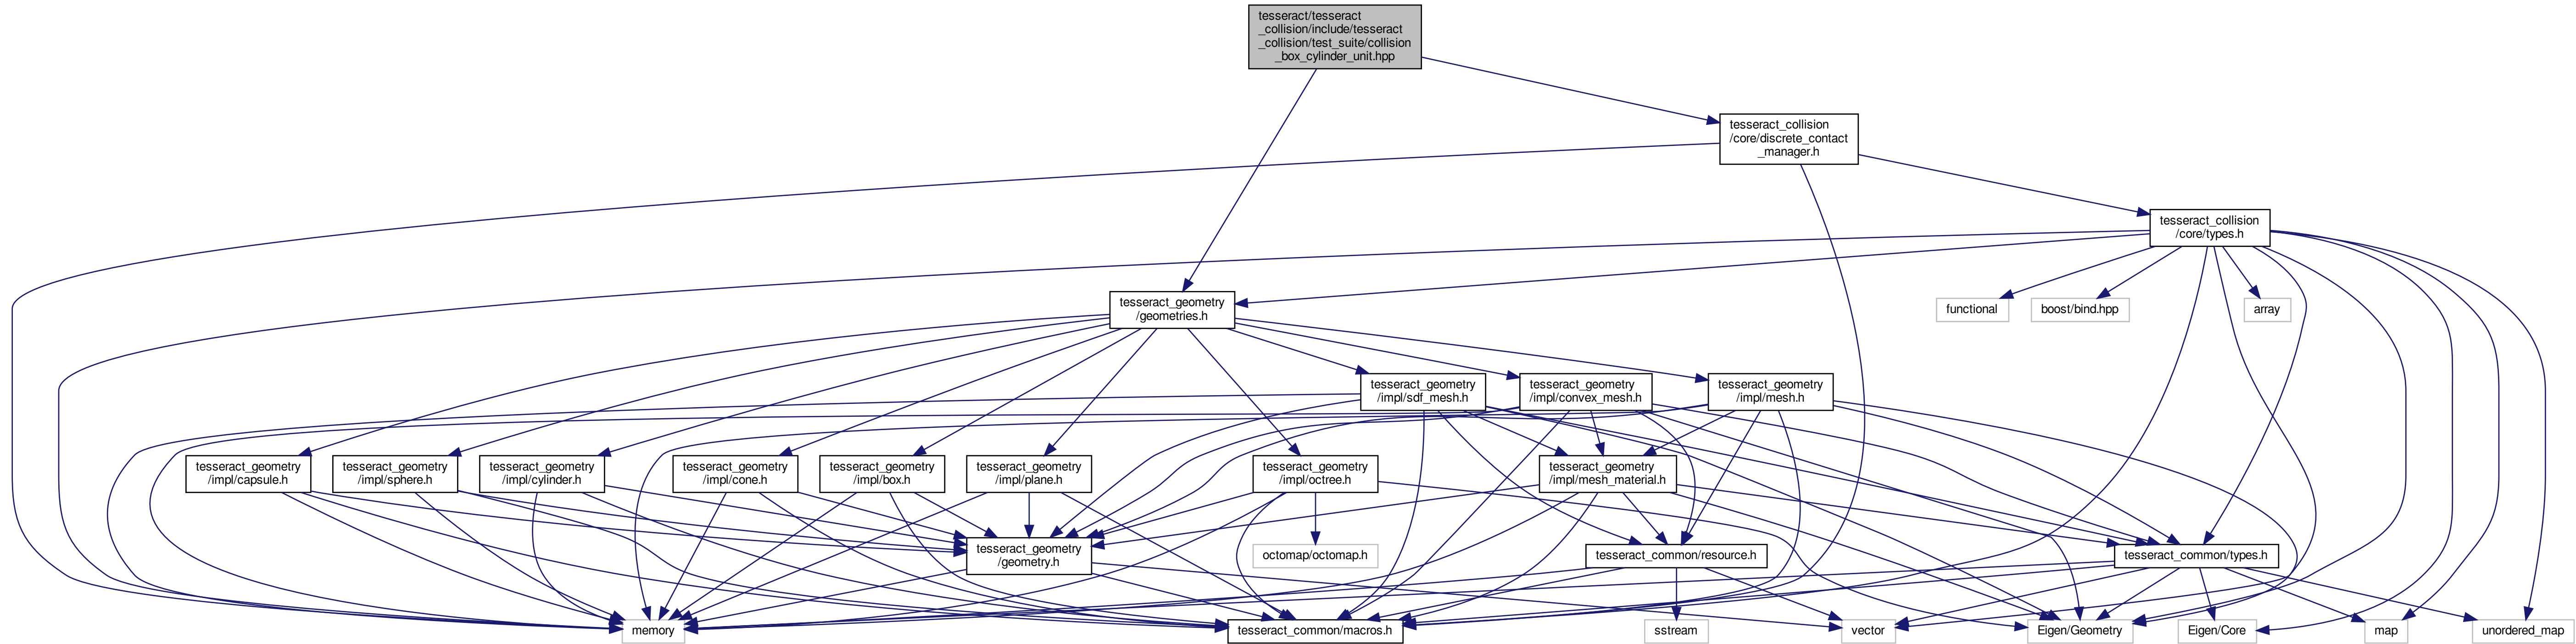 tesseract/tesseract
_collision/include/tesseract
_collision/test_suite/collision
_box_cylinder_unit.hpp
tesseract_collision
/core/discrete_contact
_manager.h
tesseract_collision
/core/types.h
tesseract_geometry
/geometries.h
functional
boost/bind.hpp
array
tesseract_geometry
/impl/sdf_mesh.h
tesseract_geometry
/impl/convex_mesh.h
tesseract_geometry
/impl/mesh.h
tesseract_geometry
/impl/capsule.h
tesseract_geometry
/impl/sphere.h
tesseract_geometry
/impl/cylinder.h
tesseract_geometry
/impl/cone.h
tesseract_geometry
/impl/box.h
tesseract_geometry
/impl/plane.h
tesseract_geometry
/impl/octree.h
tesseract_geometry
/impl/mesh_material.h
tesseract_geometry
/geometry.h
octomap/octomap.h
tesseract_common/resource.h
tesseract_common/types.h
memory
tesseract_common/macros.h
sstream
vector
Eigen/Geometry
Eigen/Core
map
unordered_map